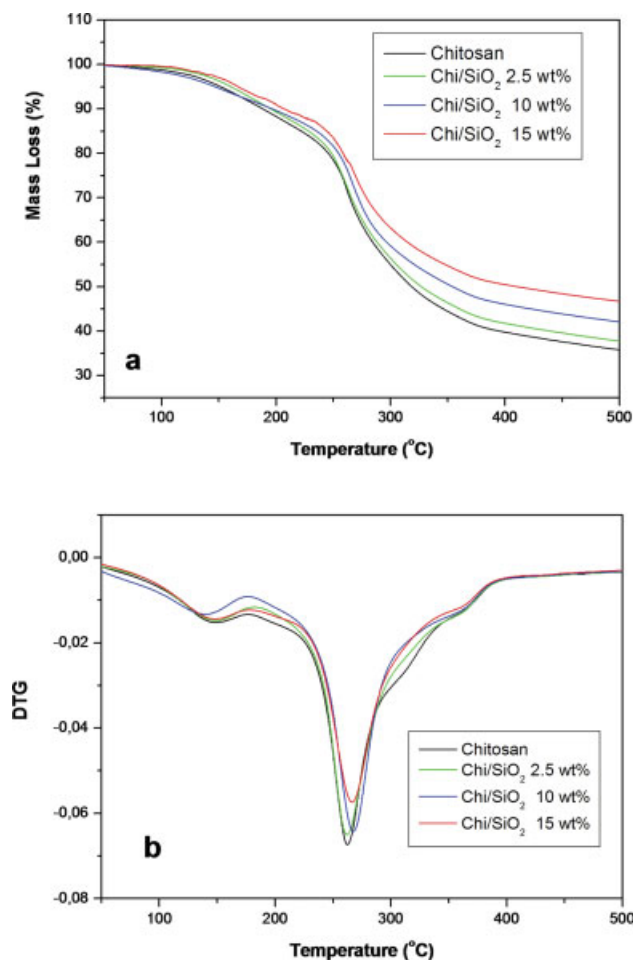 110
100
90
80
70
60
50
40
30
Mass Loss (%)
Chitosan
Chi/SiO₂ 2.5 wt%
Chi/SiO₂ 10 wt%
Chi/SiO₂ 15 wt%
a
100 200 300 400 500
Temperature (°C)
0,00
-0,02
-0,04
-0,06
-0,08
DTG
Chitosan
Chi/SiO₂ 2.5 wt%
Chi/SiO₂ 10 wt%
Chi/SiO₂ 15 wt%
b
100 200 300 400 500
Temperature (°C)